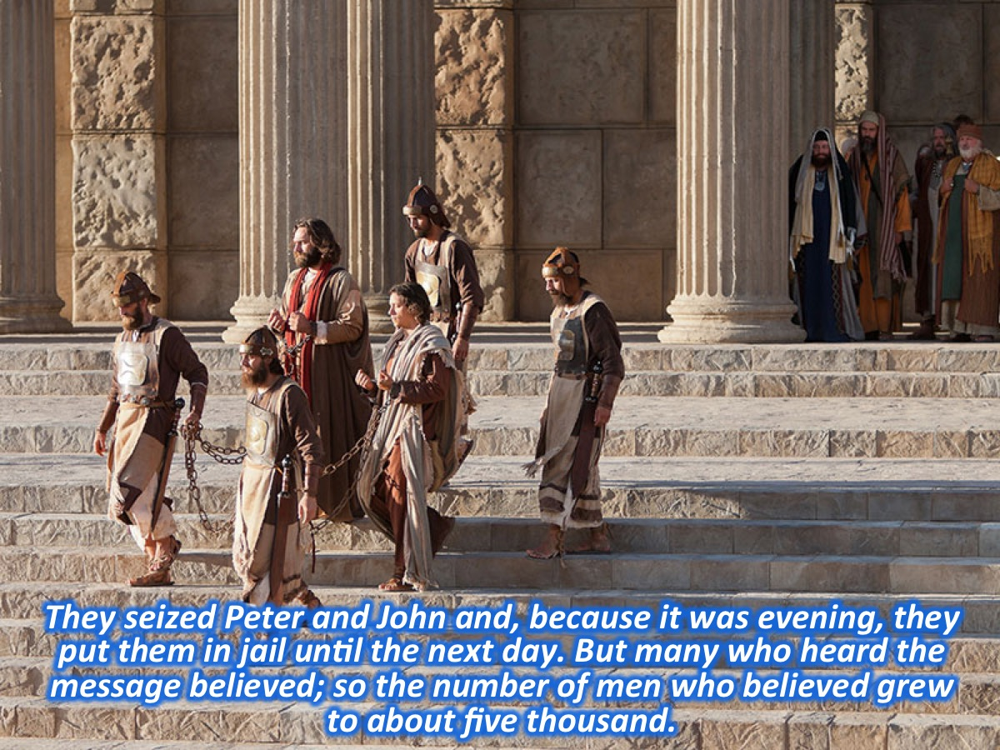 They seized Peter and John and, because it was evening, they
put them in jail until the next day. But many who heard the
message believed; so the number of men who believed grew
to about five thousand.